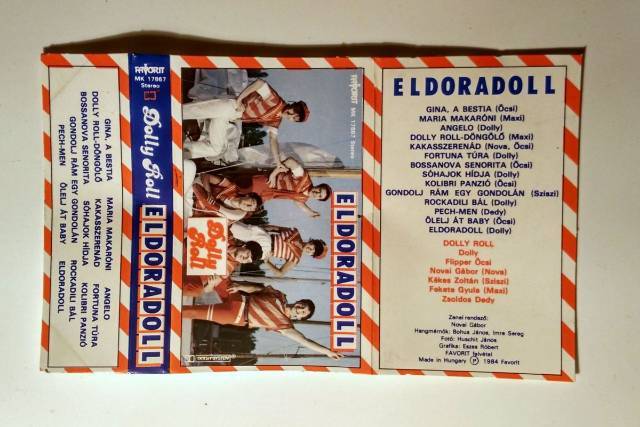 FAVORIT
MK 17867
Stereo
GINA, A BESTIA
DOLLY ROLL-DÖNGÖLŐ
BOSSANOVA SENORITA
GONDOLJ RÁM EGY GONDOLÁN
PECH-MEN
MARIA MAKARÓNI
KAKASSZERENÁD
SÓHAJOK HÍDJA
ROCKADILI BÁL
ÖLELJ ÁT BABY
ANGELO
FORTUNA TÚRA
KOLIBRI PANZIÓ
ELDORADOLL
Dolly Roll ELDORADOLL
FAVORIT
MK 17867 Stereo
ELDORADOLL
Dolly
Roll
ELDORADOLL
GINA, A BESTIA (Öcsi)
MARIA MAKARÓNI (Maxi)
ANGELO (Dolly)
DOLLY ROLL-DÖNGÖLŐ (Maxi)
KAKASSZERENÁD (Nova, Öcsi)
FORTUNA TÚRA (Dolly)
BOSSANOVA SENORITA (Öcsi)
SÓHAJOK HÍDJA (Dolly)
KOLIBRI PANZIÓ (Öcsi)
GONDOLJ RÁM EGY GONDOLÁN (Sziszi)
ROCKADILI BÁL (Dolly)
PECH-MEN (Dedy)
ÖLELJ ÁT BABY (Öcsi)
ELDORADOLL (Dolly)
DOLLY ROLL
Dolly
Flipper Öcsi
Novai Gábor (Nova)
Kékes Zoltán (Sziszi)
Fekete Gyula (Maxi)
Zsoldos Dedy
Zenei rendező:
Novai Gábor
Hangmérnök: Bohus János, Imre Sereg
Fotó: Huschit János
Grafika: Eszes Róbert
FAVORIT felvétel
Made in Hungary Ⓟ 1984 Favorit